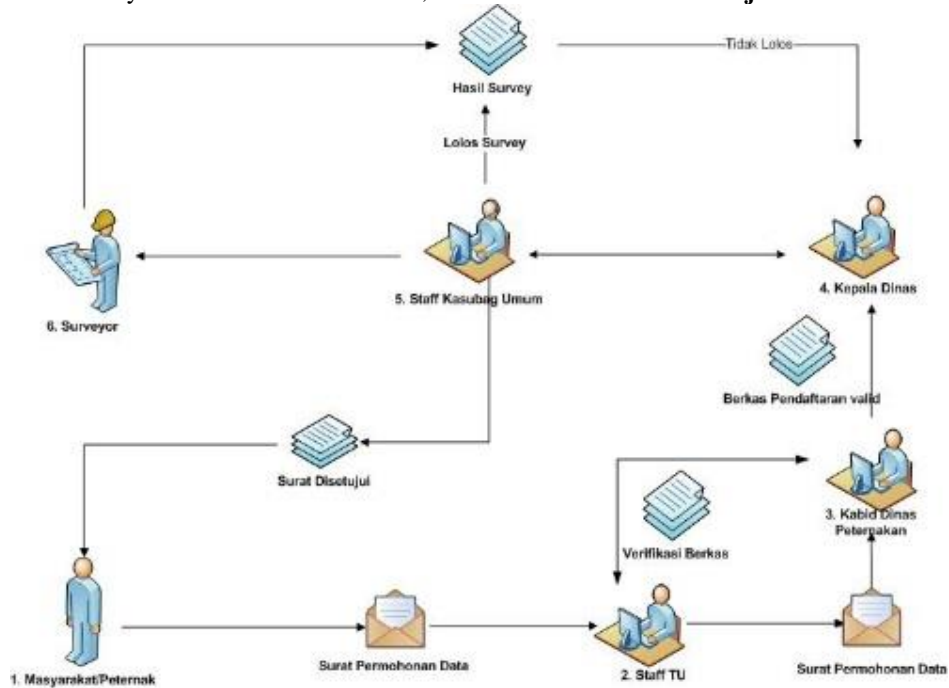 Tidak Lolos
Hasil Survey
Lolos Survey
5. Staff Kasubag Umum
4. Kepala Dinas
6. Surveyor
Berkas Pendaftaran valid
Surat Disetujui
3. Kabid Dinas
Peternakan
Verifikasi Berkas
Surat Permohonan Data
1. Masyarakat/Peternak
2. Staff TU
Surat Permohonan Data